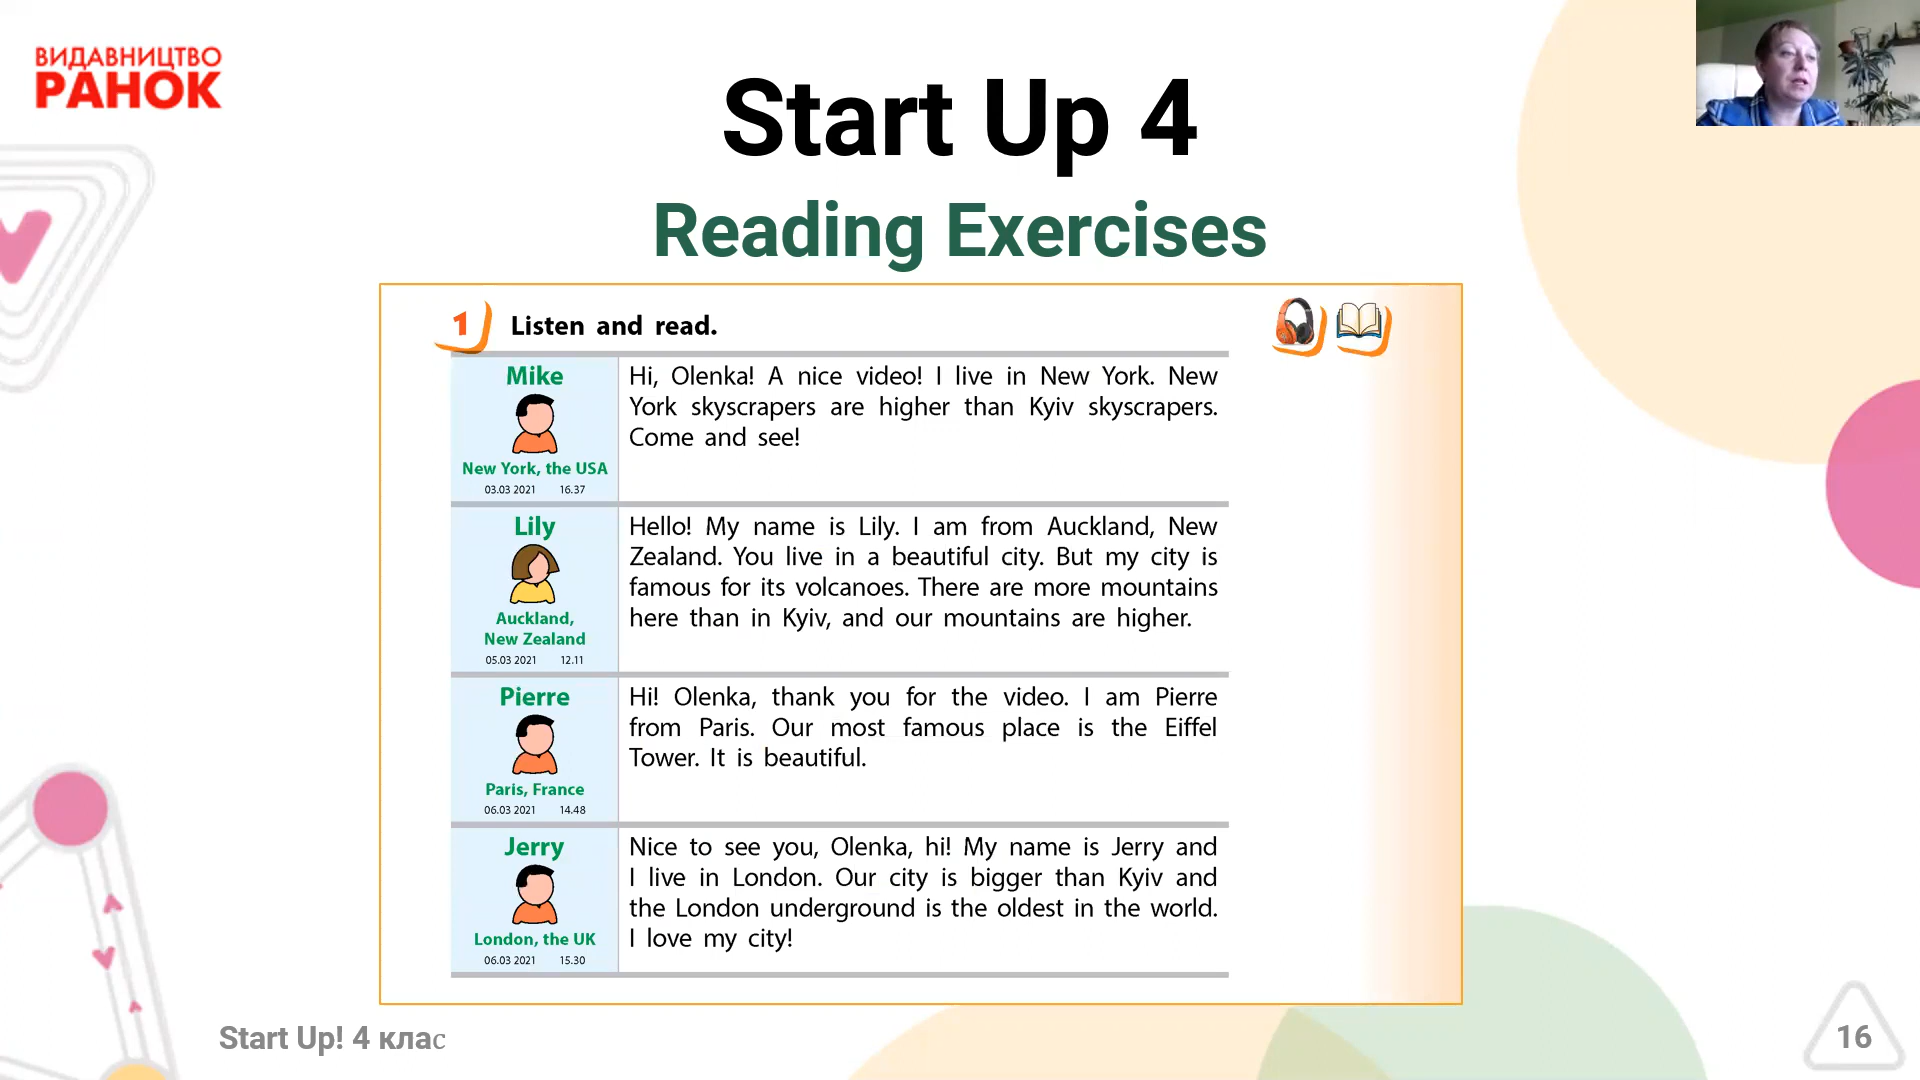 ВИДАВНИЦТВО
РАНОК
Start Up 4
Reading Exercises
1 Listen and read.
Mike
New York, the USA
03.03 2021 16.37
Hi, Olenka! A nice video! I live in New York. New
York skyscrapers are higher than Kyiv skyscrapers.
Come and see!
Lily
Auckland,
New Zealand
05.03 2021 12.11
Hello! My name is Lily. I am from Auckland, New
Zealand. You live in a beautiful city. But my city is
famous for its volcanoes. There are more mountains
here than in Kyiv, and our mountains are higher.
Pierre
Paris, France
06.03 2021 14.48
Hi! Olenka, thank you for the video. I am Pierre
from Paris. Our most famous place is the Eiffel
Tower. It is beautiful.
Jerry
London, the UK
06.03 2021 15.30
Nice to see you, Olenka, hi! My name is Jerry and
I live in London. Our city is bigger than Kyiv and
the London underground is the oldest in the world.
I love my city!
Start Up! 4 клас
16